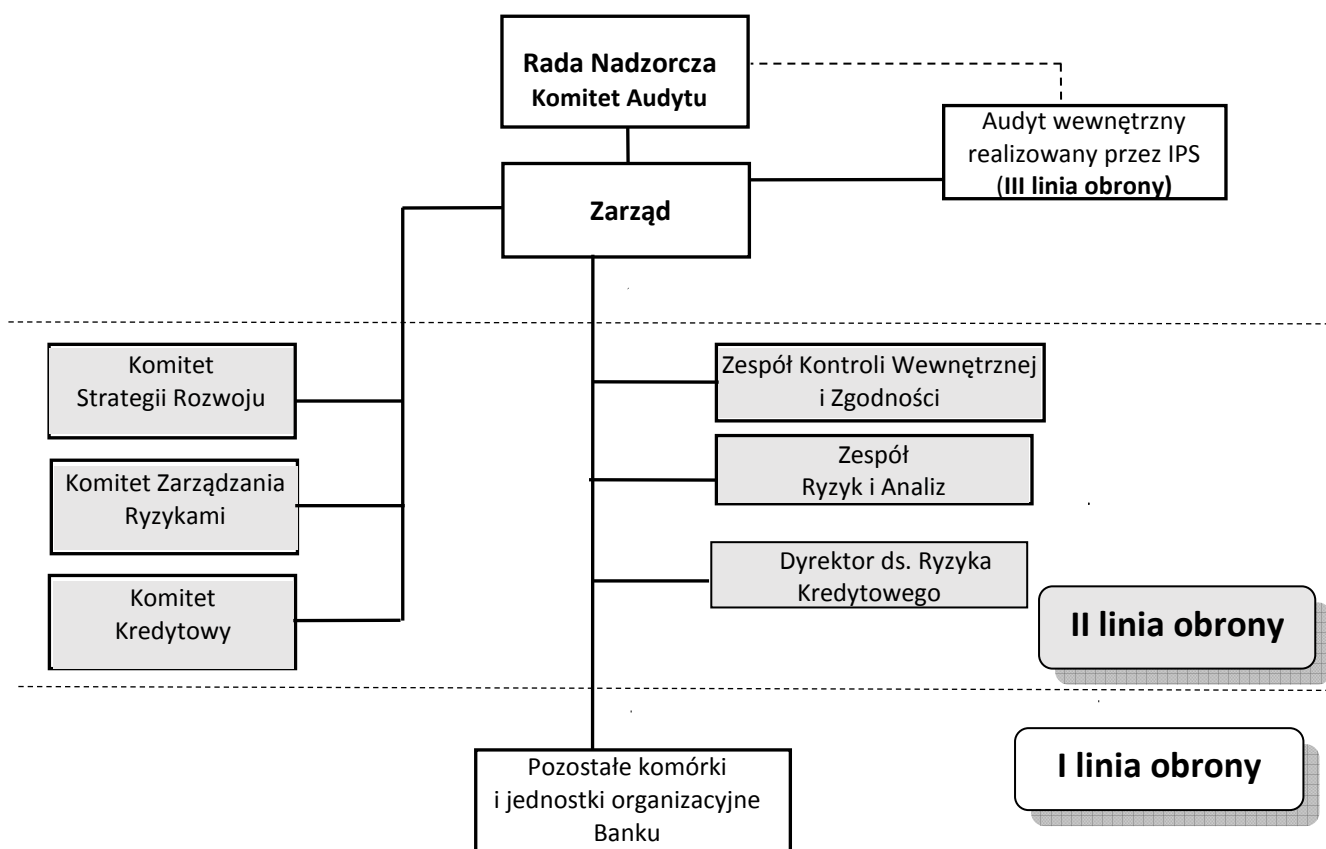 Rada Nadzorcza
Komitet Audytu
Audyt wewnętrzny
realizowany przez IPS
(III linia obrony)
Zarząd
Komitet
Strategii Rozwoju
Komitet Zarządzania
Ryzykami
Komitet
Kredytowy
Zespół Kontroli Wewnętrznej
i Zgodności
Zespół
Ryzyk i Analiz
Dyrektor ds. Ryzyka
Kredytowego
II linia obrony
I linia obrony
Pozostałe komórki
i jednostki organizacyjne
Banku